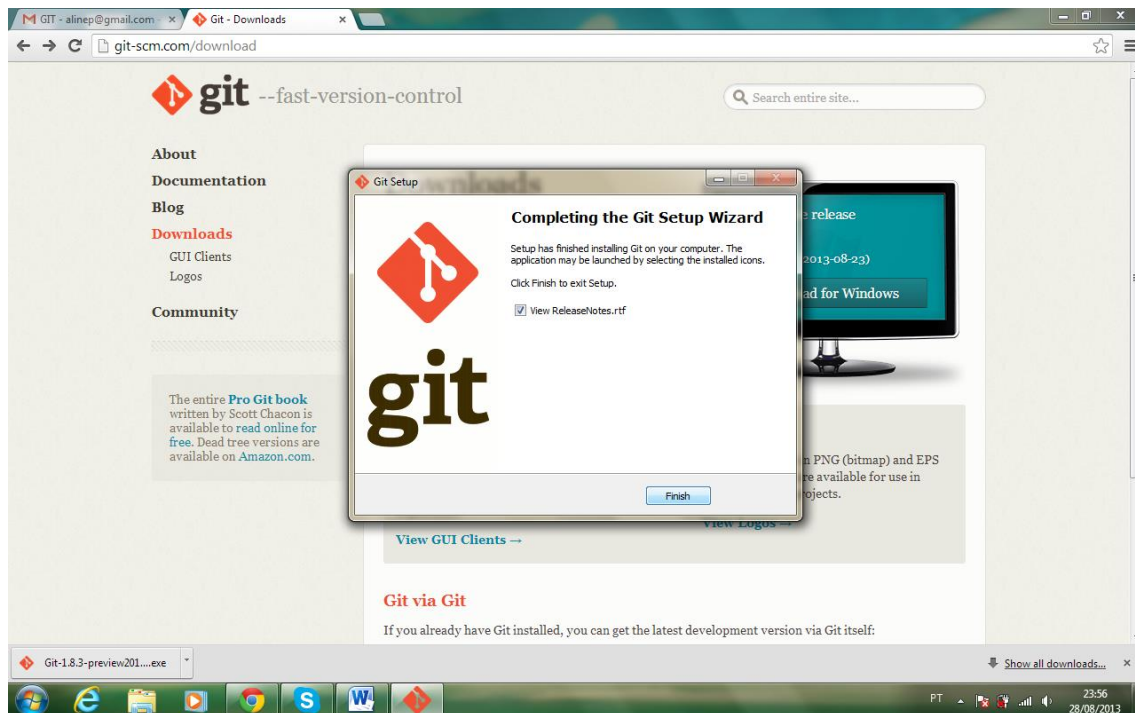 GIT - alinep@gmail.com
Git - Downloads
git-scm.com/download
git --fast-version-control
Search entire site...
About
Documentation
Blog
Downloads
GUI Clients
Logos
Community
The entire Pro Git book
written by Scott Chacon is
available to read online for
free. Dead tree versions are
available on Amazon.com.
Downloads
release
2013-08-23)
ad for Windows
Git Setup
Completing the Git Setup Wizard
Setup has finished installing Git on your computer. The
application may be launched by selecting the installed icons.
Click Finish to exit Setup.
View ReleaseNotes.rtf
git
Finish
n PNG (bitmap) and EPS
re available for use in
ojects.
View GUI Clients →
View Logos →
Git via Git
If you already have Git installed, you can get the latest development version via Git itself:
Git-1.8.3-preview201....exe
Show all downloads...
PT
23:56
28/08/2013